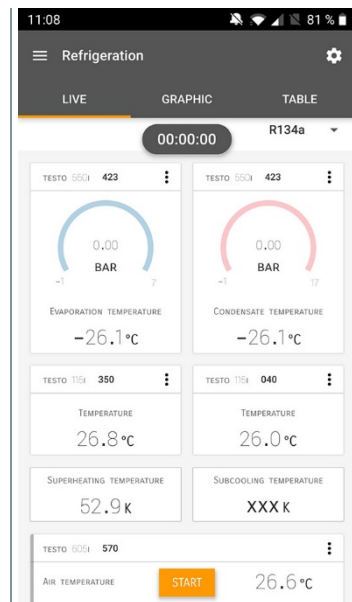 11:08 81 %
Refrigeration
LIVE GRAPHIC TABLE
00:00:00 R134a
TESTO 550I 423 TESTO 550I 423
0.00 0.00
BAR BAR
-1 7 -1 17
EVAPORATION TEMPERATURE CONDENSATE TEMPERATURE
-26.1°C -26.1°C
TESTO 115I 350 TESTO 115I 040
TEMPERATURE TEMPERATURE
26.8°C 26.0°C
SUPERHEATING TEMPERATURE SUBCOOLING TEMPERATURE
52.9 K XXX K
TESTO 605I 570
AIR TEMPERATURE START 26.6°C